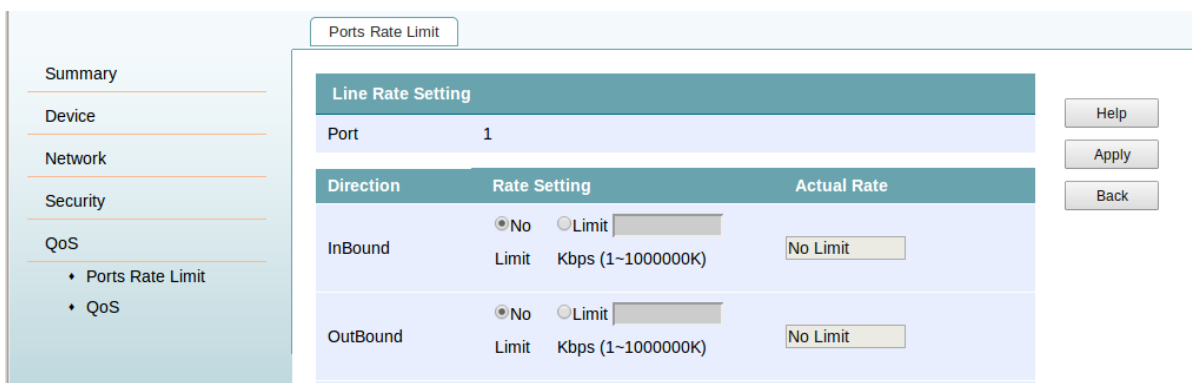 Ports Rate Limit
Summary
Device
Network
Security
QoS
Ports Rate Limit
QoS
Line Rate Setting
Port 1
Direction Rate Setting Actual Rate
InBound
No Limit
Limit Kbps (1~1000000K)
No Limit
OutBound
No Limit
Limit Kbps (1~1000000K)
No Limit
Help
Apply
Back